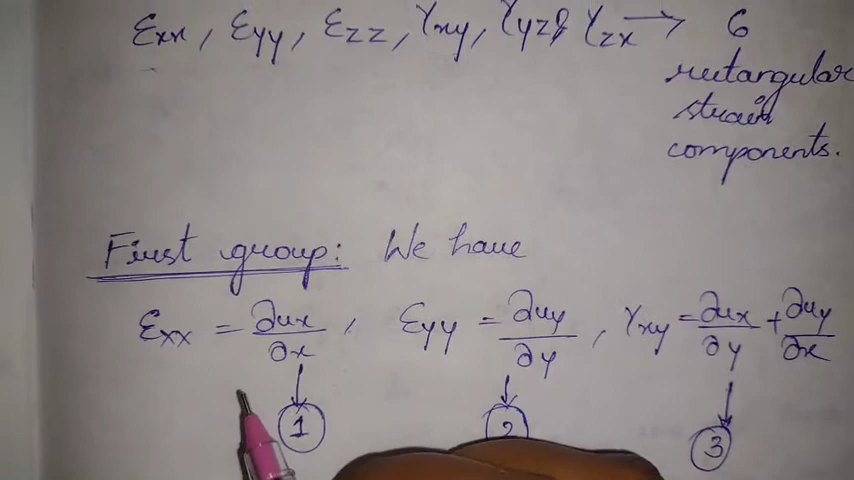 εxx, εyy, εzz, γxy, γyz & γzx → 6
rectangular
strain
components.
First group: We have
εxx = ∂ux/∂x, εyy = ∂uy/∂y, γxy = ∂ux/∂y + ∂uy/∂x
1 2 3